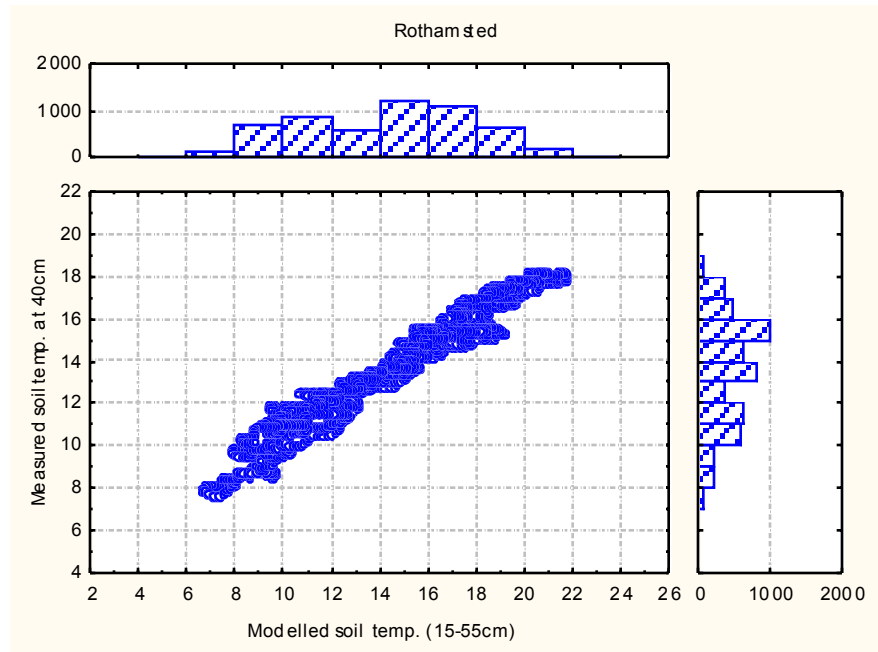 Rothamsted
2000
1000
0
22
20
18
16
14
12
10
8
6
4
Measured soil temp. at 40cm
2 4 6 8 10 12 14 16 18 20 22 24 26
0 1000 2000
Modelled soil temp. (15-55cm)